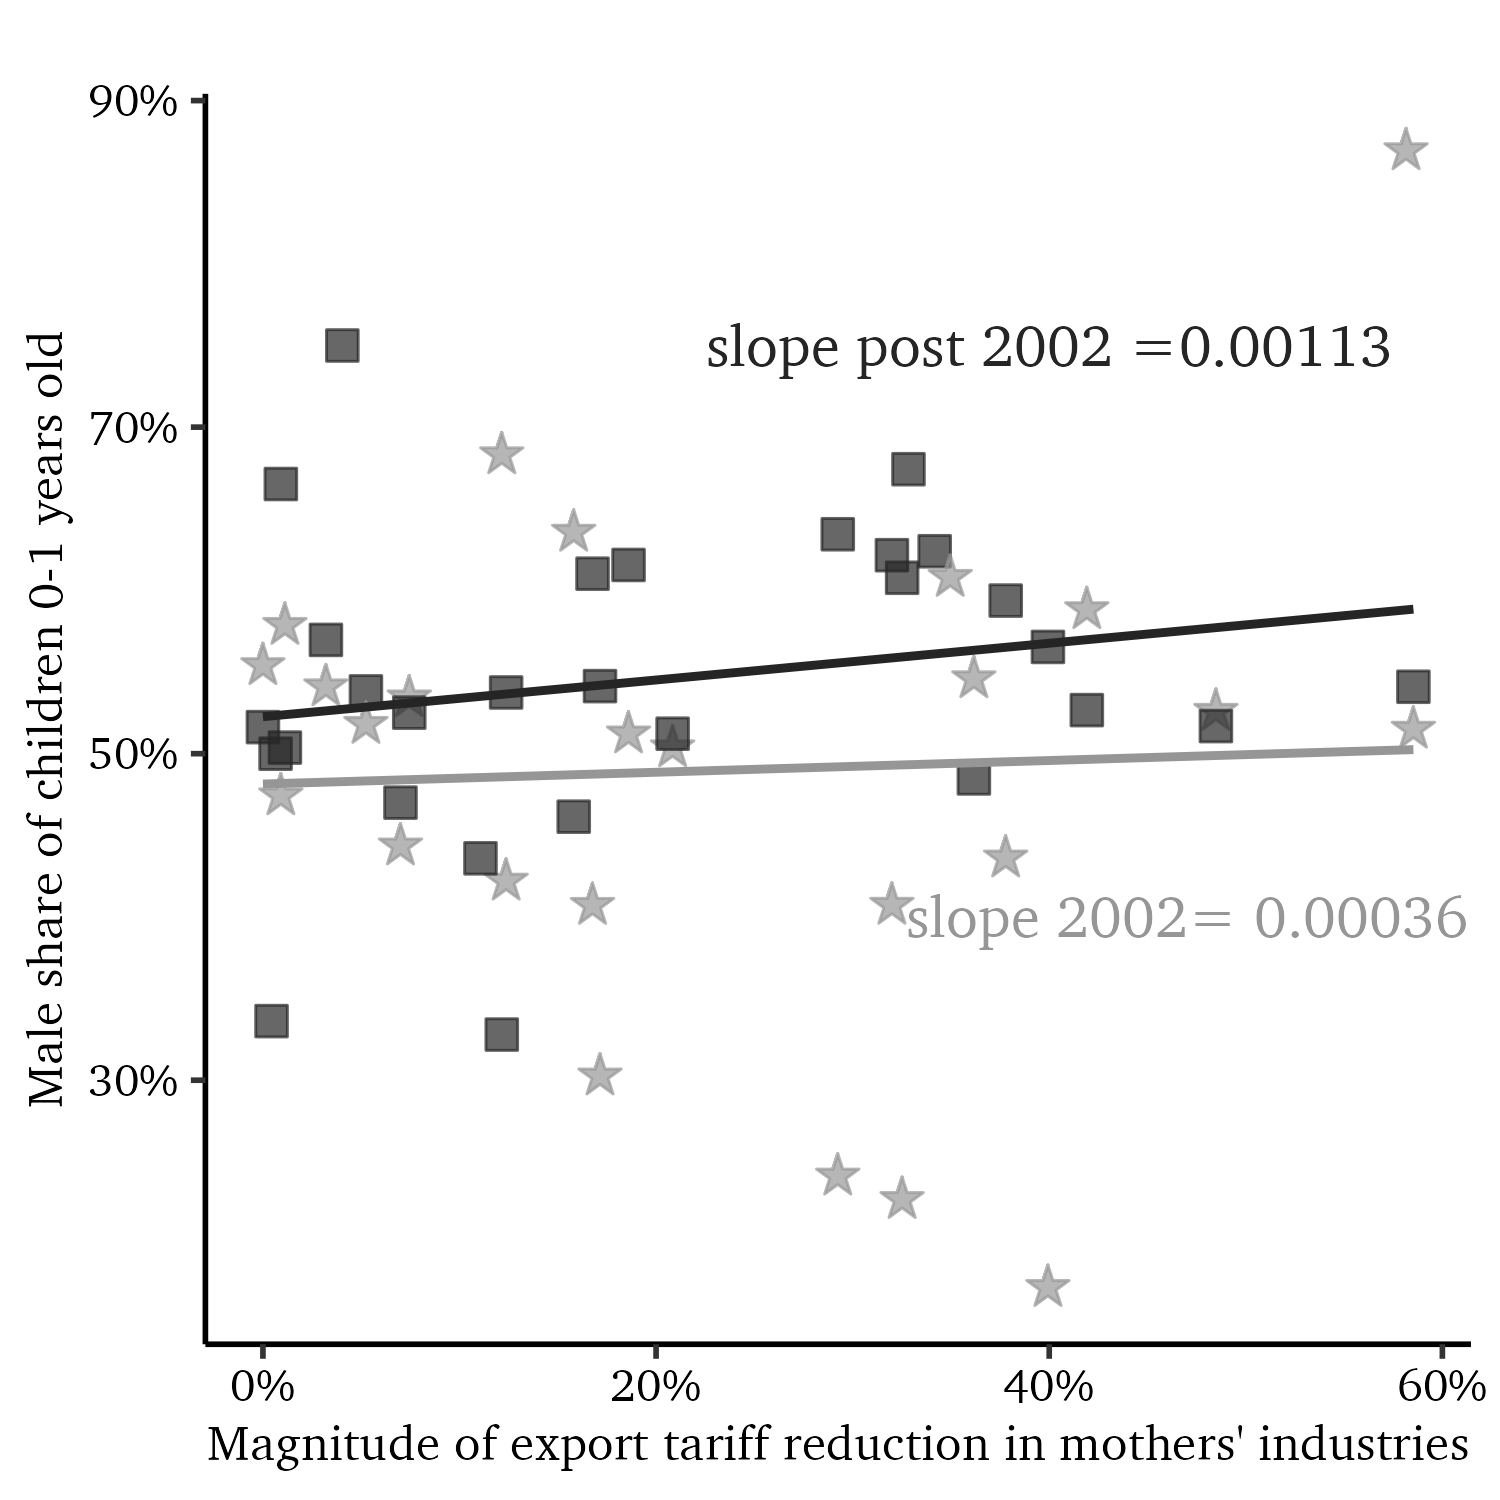 90%
slope post 2002 =0.00113
70%
50%
slope 2002= 0.00036
30%
Male share of children 0-1 years old
0%
20%
40%
60%
Magnitude of export tariff reduction in mothers' industries